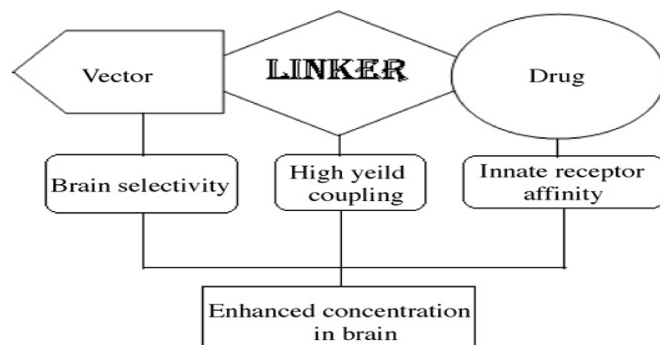 Vector
LINKER
Drug
Brain selectivity
High yeild
coupling
Innate receptor
affinity
Enhanced concentration
in brain